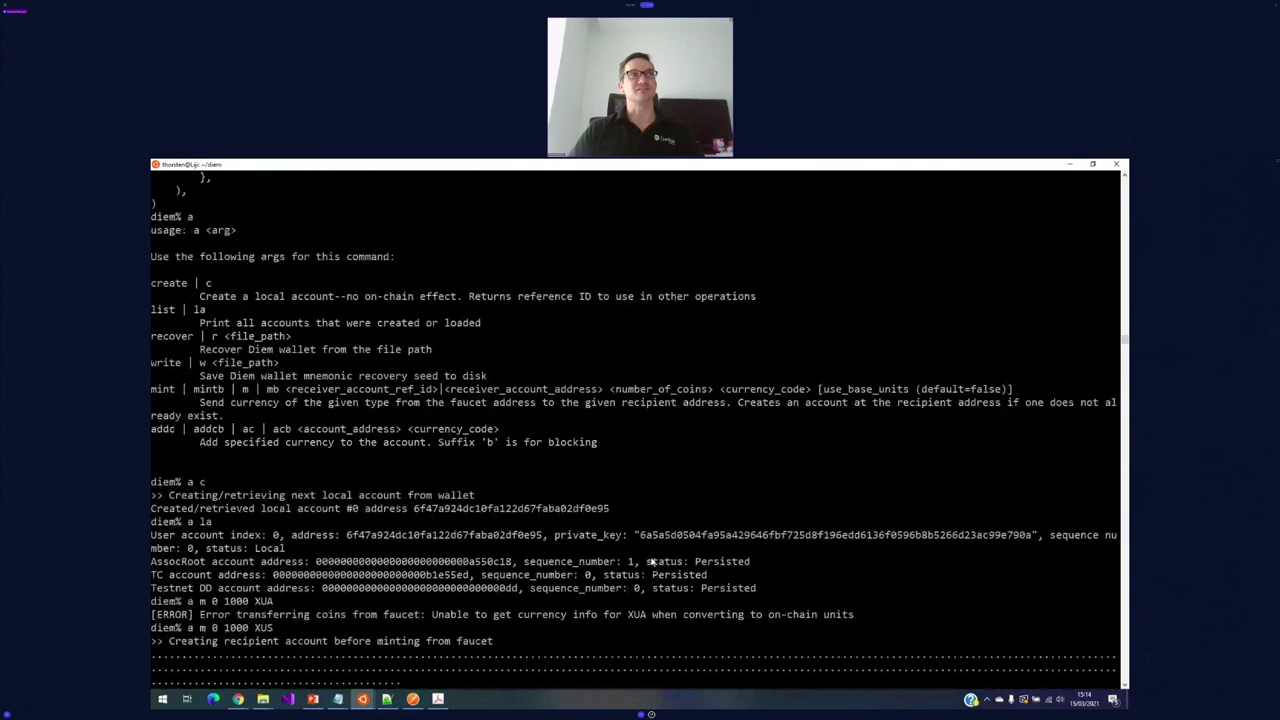 thorsten@Liji: ~/diem
},
),
)
diem% a
usage: a <arg>
Use the following args for this command:
create | c
Create a local account--no on-chain effect. Returns reference ID to use in other operations
list | la
Print all accounts that were created or loaded
recover | r <file_path>
Recover Diem wallet from the file path
write | w <file_path>
Save Diem wallet mnemonic recovery seed to disk
mint | mintb | m | mb <receiver_account_ref_id>|<receiver_account_address> <number_of_coins> <currency_code> [use_base_units (default=false)]
Send currency of the given type from the faucet address to the given recipient address. Creates an account at the recipient address if one does not al
ready exist.
addc | addcb | ac | acb <account_address> <currency_code>
Add specified currency to the account. Suffix 'b' is for blocking
diem% a c
>> Creating/retrieving next local account from wallet
Created/retrieved local account #0 address 6f47a924dc10fa122d67faba02df0e95
diem% a la
User account index: 0, address: 6f47a924dc10fa122d67faba02df0e95, private_key: "6a5a5d0504fa95a429646fbf725d8f196edd6136f0596b8b5266d23ac99e790a", sequence nu
mber: 0, status: Local
AssocRoot account address: 0000000000000000000000000a550c18, sequence_number: 1, status: Persisted
TC account address: 0000000000000000000000000b1e55ed, sequence_number: 0, status: Persisted
Testnet DD account address: 000000000000000000000000000000dd, sequence_number: 0, status: Persisted
diem% a m 0 1000 XUA
[ERROR] Error transferring coins from faucet: Unable to get currency info for XUA when converting to on-chain units
diem% a m 0 1000 XUS
>> Creating recipient account before minting from faucet
15:14
15/03/2021